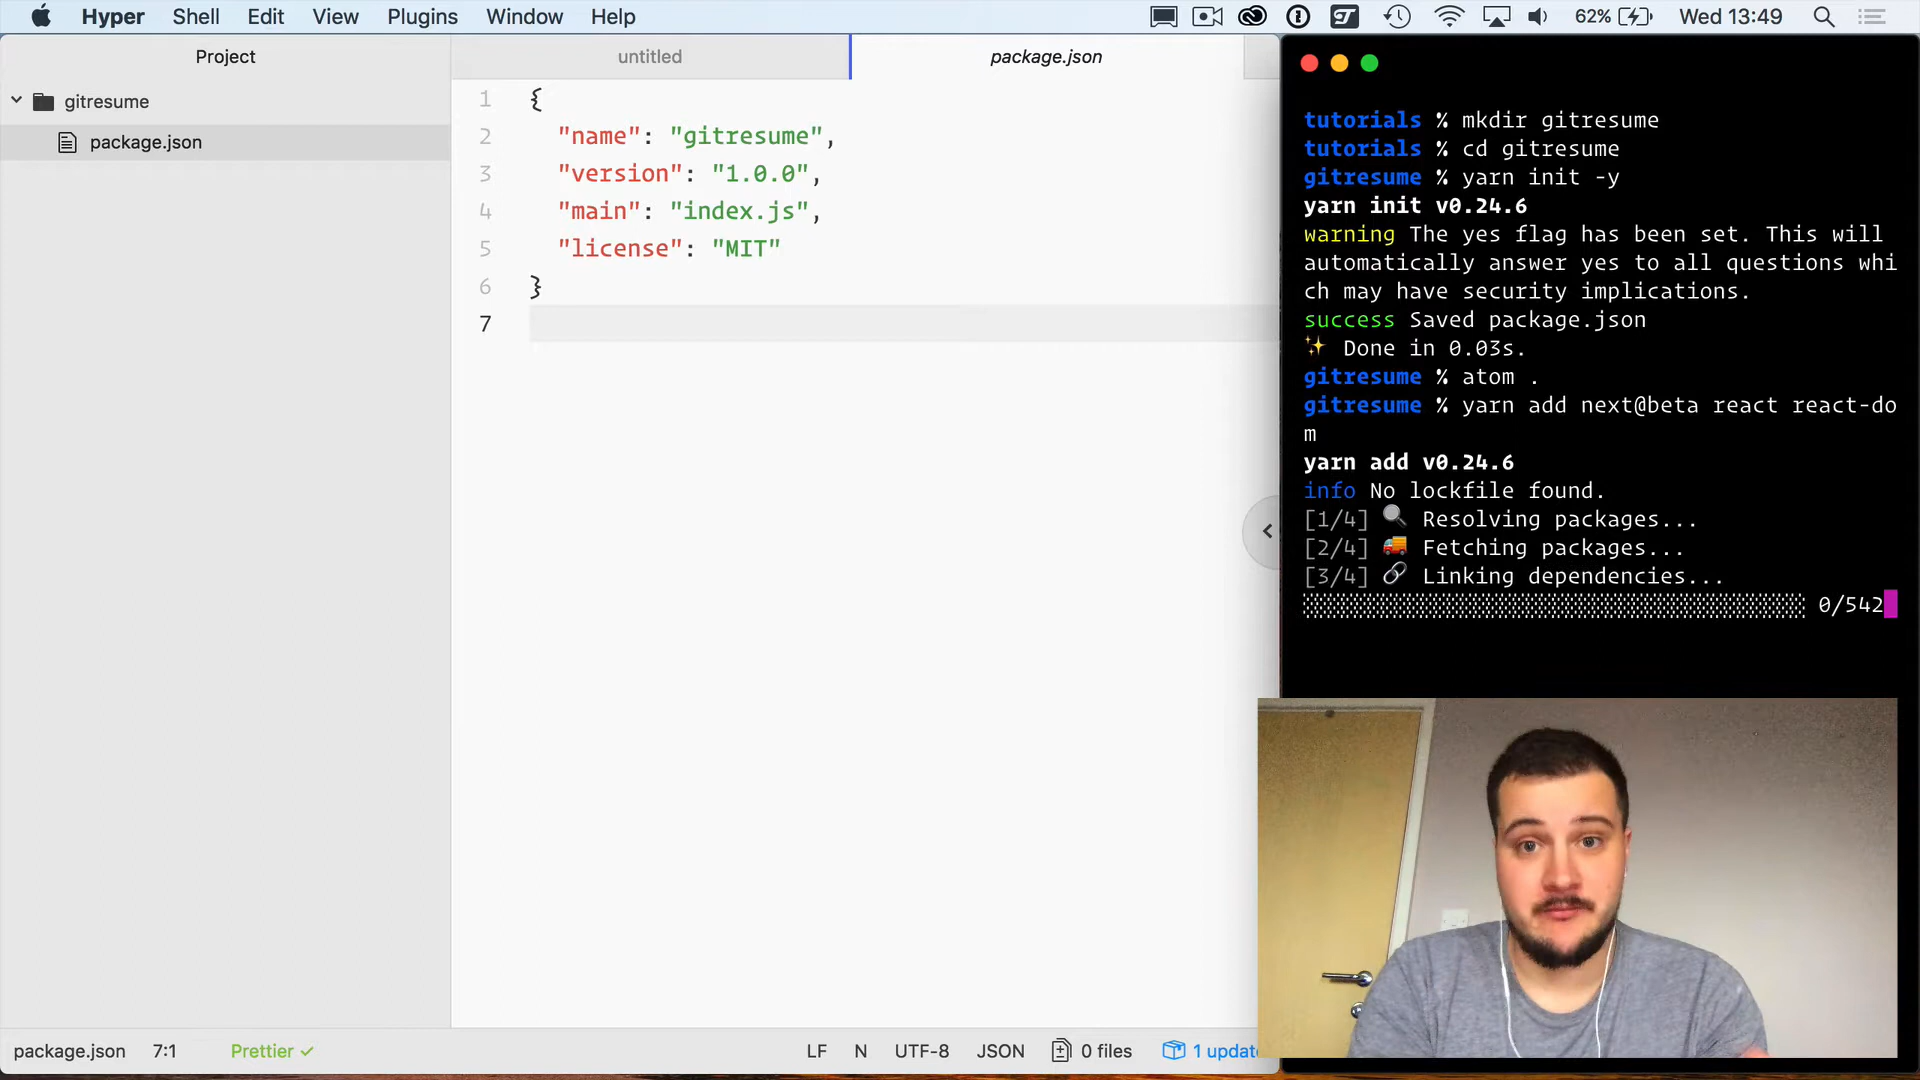 Hyper Shell Edit View Plugins Window Help 62% Wed 13:49
Project
gitresume
package.json
untitled
package.json
1 {
2 "name": "gitresume",
3 "version": "1.0.0",
4 "main": "index.js",
5 "license": "MIT"
6 }
7
tutorials % mkdir gitresume
tutorials % cd gitresume
gitresume % yarn init -y
yarn init v0.24.6
warning The yes flag has been set. This will
automatically answer yes to all questions whi
ch may have security implications.
success Saved package.json
✨ Done in 0.03s.
gitresume % atom .
gitresume % yarn add next@beta react react-do
m
yarn add v0.24.6
info No lockfile found.
[1/4] 🔍 Resolving packages...
[2/4] 🚚 Fetching packages...
[3/4] 🔗 Linking dependencies...
0/542
package.json 7:1 Prettier ✓ LF N UTF-8 JSON 0 files 1 update